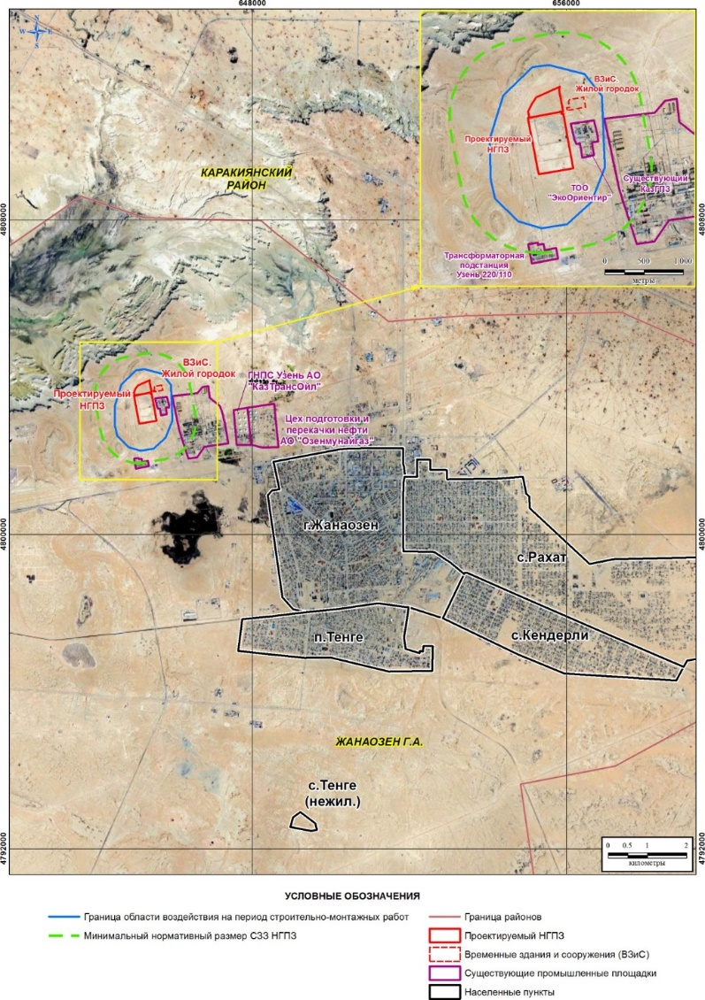 648000
656000
N
W
E
S
КАРАКИЯНСКИЙ
РАЙОН
ВЗиС.
Жилой городок
Проектируемый
НГПЗ
ТОО
"ЭкоОриентир"
Существующий
КазГПЗ
Трансформаторная
подстанция
Узень 220/110
0 500 1 000
метры
4808000
4808000
ВЗиС.
Жилой городок
Проектируемый
НГПЗ
ГНПС Узень АО
"КазТрансОйл"
Цех подготовки и
перекачки нефти
АО "Озенмунайгаз"
4800000
4800000
г.Жанаозен
с.Рахат
п.Тенге
с.Кендерли
ЖАНАОЗЕН Г.А.
с.Тенге
(нежил.)
4792000
4792000
0 0.5 1 2
километры
УСЛОВНЫЕ ОБОЗНАЧЕНИЯ
Граница области воздействия на период строительно-монтажных работ
Минимальный нормативный размер СЗЗ НГПЗ
Граница районов
Проектируемый НГПЗ
Временные здания и сооружения (ВЗиС)
Существующие промышленные площадки
Населенные пункты